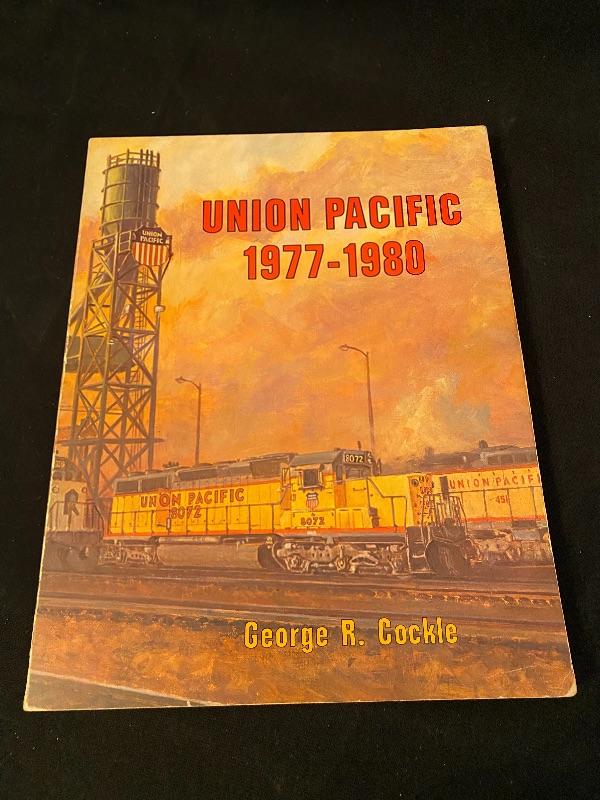 UNION PACIFIC
1977-1980
UNION
PACIFIC
8072
UNION PACIFIC
8072
8072
UNION PACIFIC
George R. Cockle